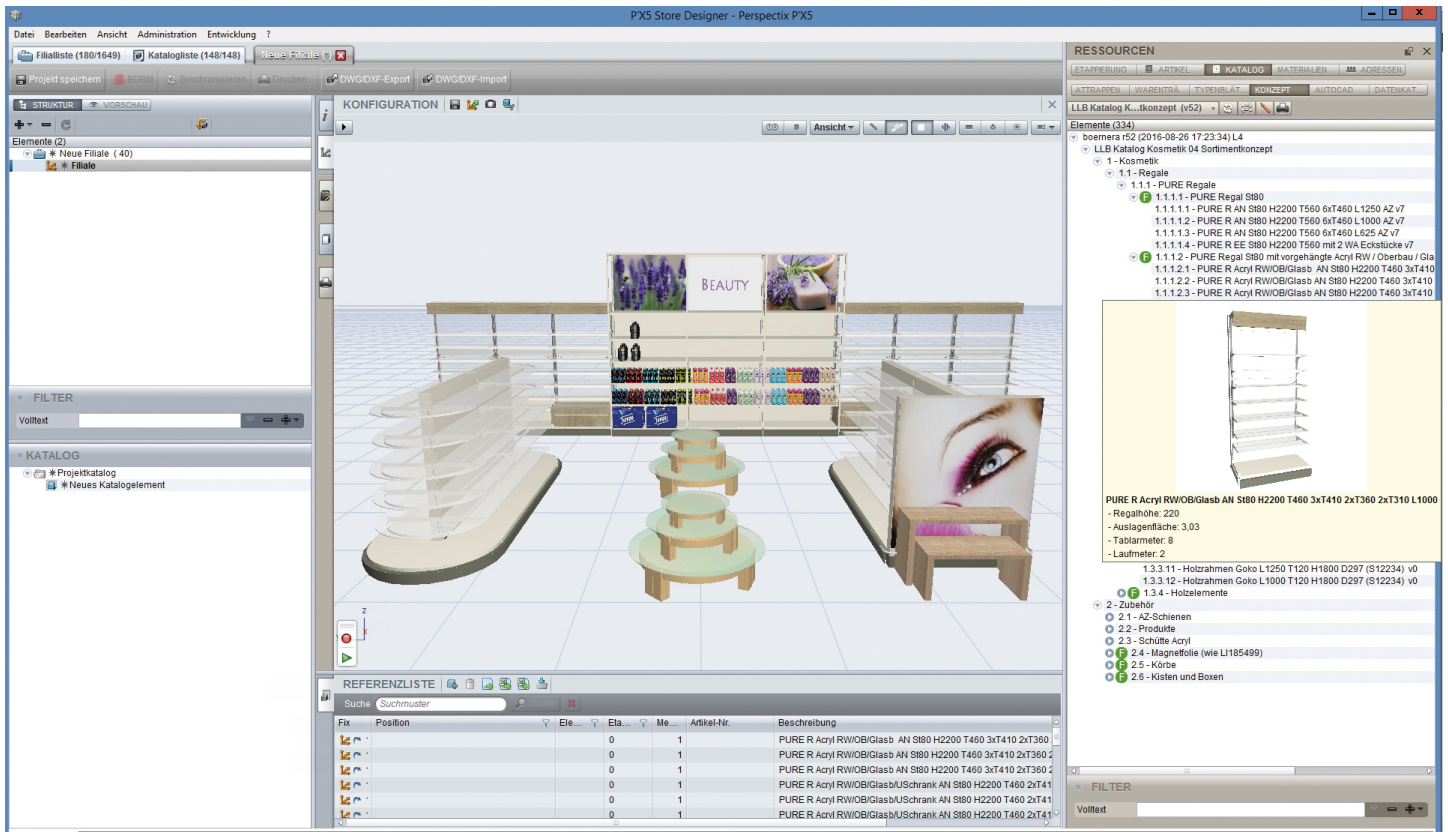 P'X5 Store Designer - Perspectix P'X5
Datei Bearbeiten Ansicht Administration Entwicklung ?
Filialliste (180/1649) Katalogliste (148/148) Neue Filiale (*)
Projekt speichern BORM Synchronisieren Drucken DWG/DXF-Export DWG/DXF-Import
STRUKTUR VORSCHAU
Elemente (2)
Neue Filiale ( 40)
Filiale
FILTER
Volltext
KATALOG
Projektkatalog
Neues Katalogelement
KONFIGURATION
Ansicht
BEAUTY
z
x
REFERENZLISTE
Suche Suchmuster
Fix Position Ele... Eta... Me... Artikel-Nr. Beschreibung
0 1 PURE R Acryl RW/OB/Glasb AN St80 H2200 T460 3xT410 2xT360
0 1 PURE R Acryl RW/OB/Glasb AN St80 H2200 T460 3xT410 2xT360 2
0 1 PURE R Acryl RW/OB/Glasb AN St80 H2200 T460 3xT410 2xT360 2
0 1 PURE R Acryl RW/OB/Glasb/USchrank AN St80 H2200 T460 2xT41
0 1 PURE R Acryl RW/OB/Glasb/USchrank AN St80 H2200 T460 2xT41
0 1 PURE R Acryl RW/OB/Glasb/USchrank AN St80 H2200 T460 2xT41
RESSOURCEN
ETAPPIERUNG ARTIKEL KATALOG MATERIALIEN ADRESSEN
ATTRAPPEN WARENTRÄ. TYPENBLÄT. KONZEPT AUTOCAD DATENKAT.
LLB Katalog K...tkonzept (v52)
Elemente (334)
boernera r52 (2016-08-26 17:23:34) L4
LLB Katalog Kosmetik 04 Sortimentkonzept
1 - Kosmetik
1.1 - Regale
1.1.1 - PURE Regale
1.1.1.1 - PURE Regal St80
1.1.1.1.1 - PURE R AN St80 H2200 T560 6xT460 L1250 AZ v7
1.1.1.1.2 - PURE R AN St80 H2200 T560 6xT460 L1000 AZ v7
1.1.1.1.3 - PURE R AN St80 H2200 T560 6xT460 L625 AZ v7
1.1.1.1.4 - PURE R EE St80 H2200 T560 mit 2 WA Eckstücke v7
1.1.1.2 - PURE Regal St80 mit vorgehängte Acryl RW / Oberbau / Gla
1.1.1.2.1 - PURE R Acryl RW/OB/Glasb AN St80 H2200 T460 3xT410
1.1.1.2.2 - PURE R Acryl RW/OB/Glasb AN St80 H2200 T460 3xT410
1.1.1.2.3 - PURE R Acryl RW/OB/Glasb AN St80 H2200 T460 3xT410
PURE R Acryl RW/OB/Glasb AN St80 H2200 T460 3xT410 2xT360 2xT310 L1000
- Regalhöhe: 220
- Auslagenfläche: 3,03
- Tablarmeter: 8
- Laufmeter: 2
1.3.3.11 - Holzrahmen Goko L1250 T120 H1800 D297 (S12234) v0
1.3.3.12 - Holzrahmen Goko L1000 T120 H1800 D297 (S12234) v0
1.3.4 - Holzelemente
2 - Zubehör
2.1 - AZ-Schienen
2.2 - Produkte
2.3 - Schütte Acryl
2.4 - Magnetfolie (wie LI185499)
2.5 - Körbe
2.6 - Kisten und Boxen
FILTER
Volltext